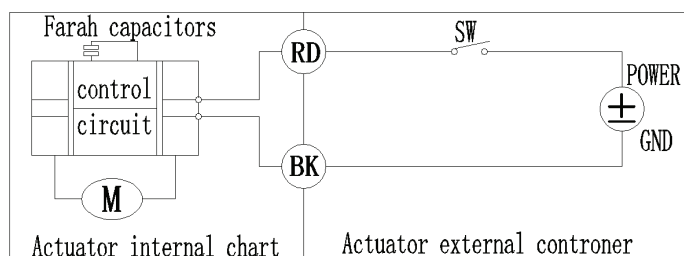 Farah capacitors
RD
SW
control
POWER
circuit
GND
BK
M
Actuator internal chart
Actuator external controner